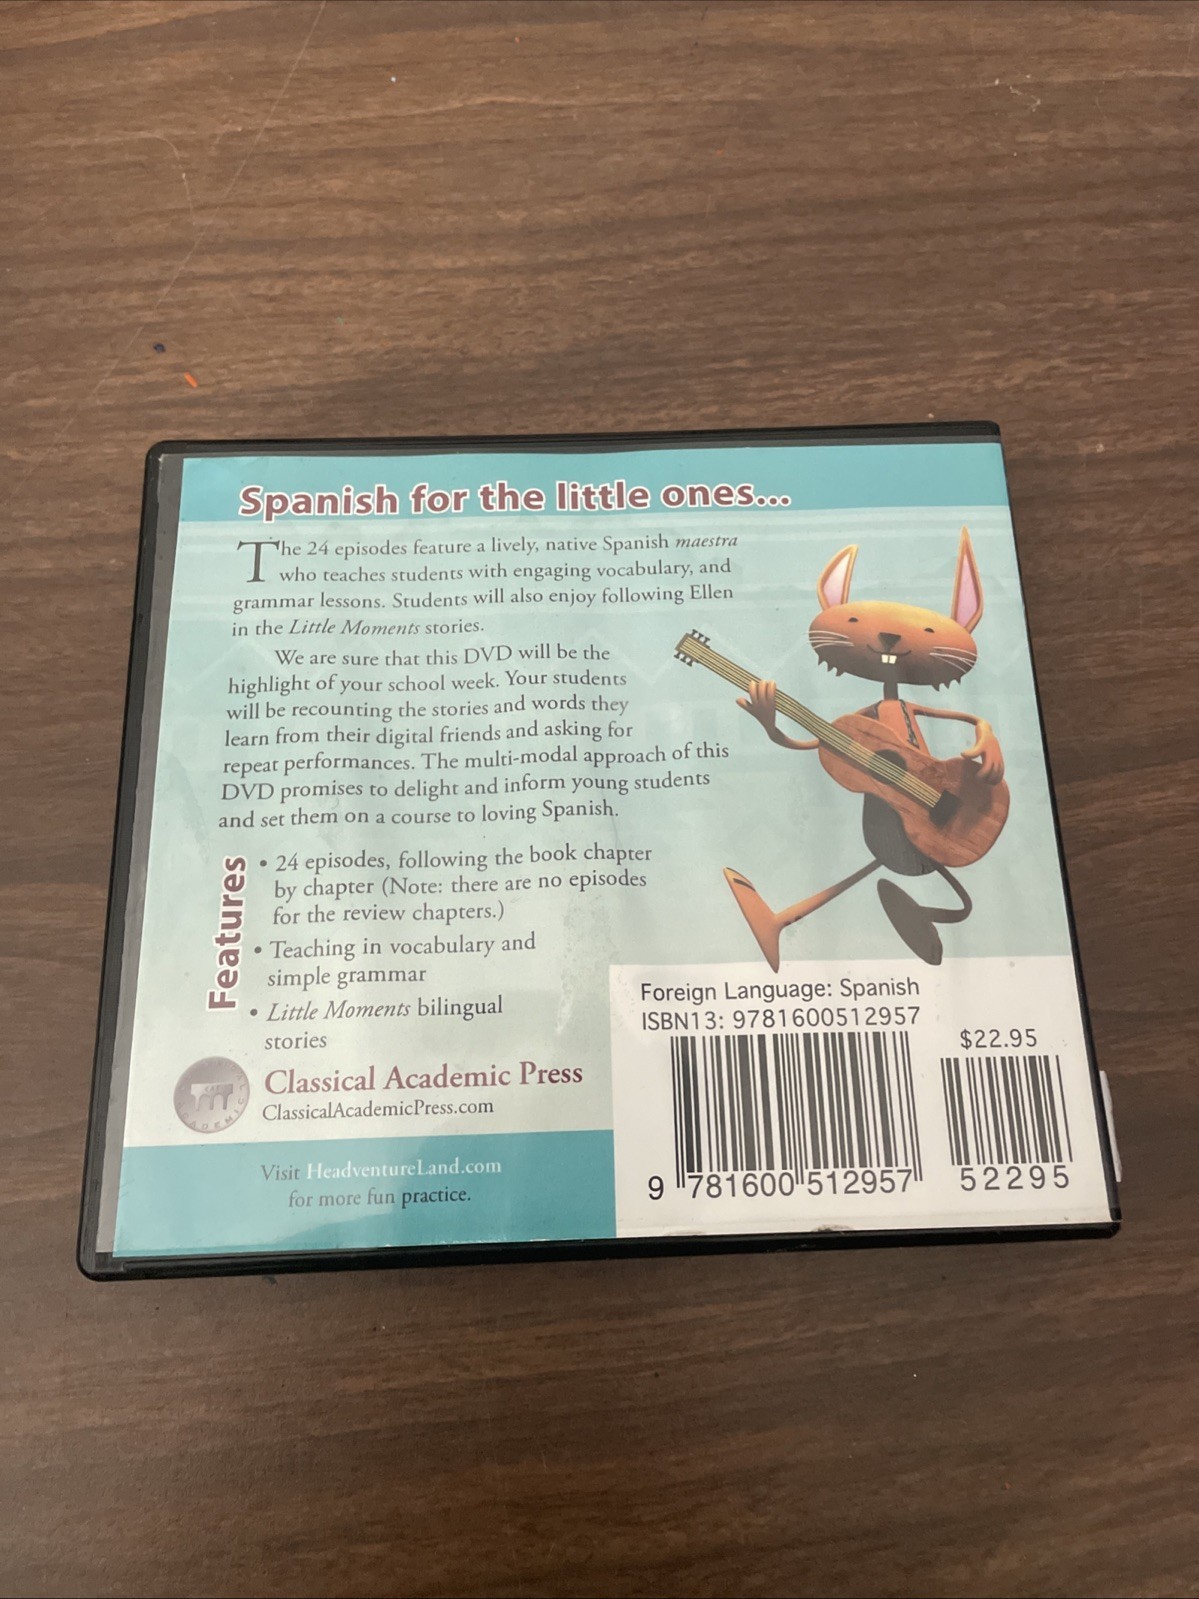 Spanish for the little ones...
The 24 episodes feature a lively, native Spanish maestra
who teaches students with engaging vocabulary, and
grammar lessons. Students will also enjoy following Ellen
in the Little Moments stories.
We are sure that this DVD will be the
highlight of your school week. Your students
will be recounting the stories and words they
learn from their digital friends and asking for
repeat performances. The multi-modal approach of this
DVD promises to delight and inform young students
and set them on a course to loving Spanish.
Features
• 24 episodes, following the book chapter
by chapter (Note: there are no episodes
for the review chapters.)
• Teaching in vocabulary and
simple grammar
• Little Moments bilingual
stories
Classical Academic Press
ClassicalAcademicPress.com
Visit HeadventureLand.com
for more fun practice.
Foreign Language: Spanish
ISBN13: 9781600512957
$22.95
9 781600 512957
52295